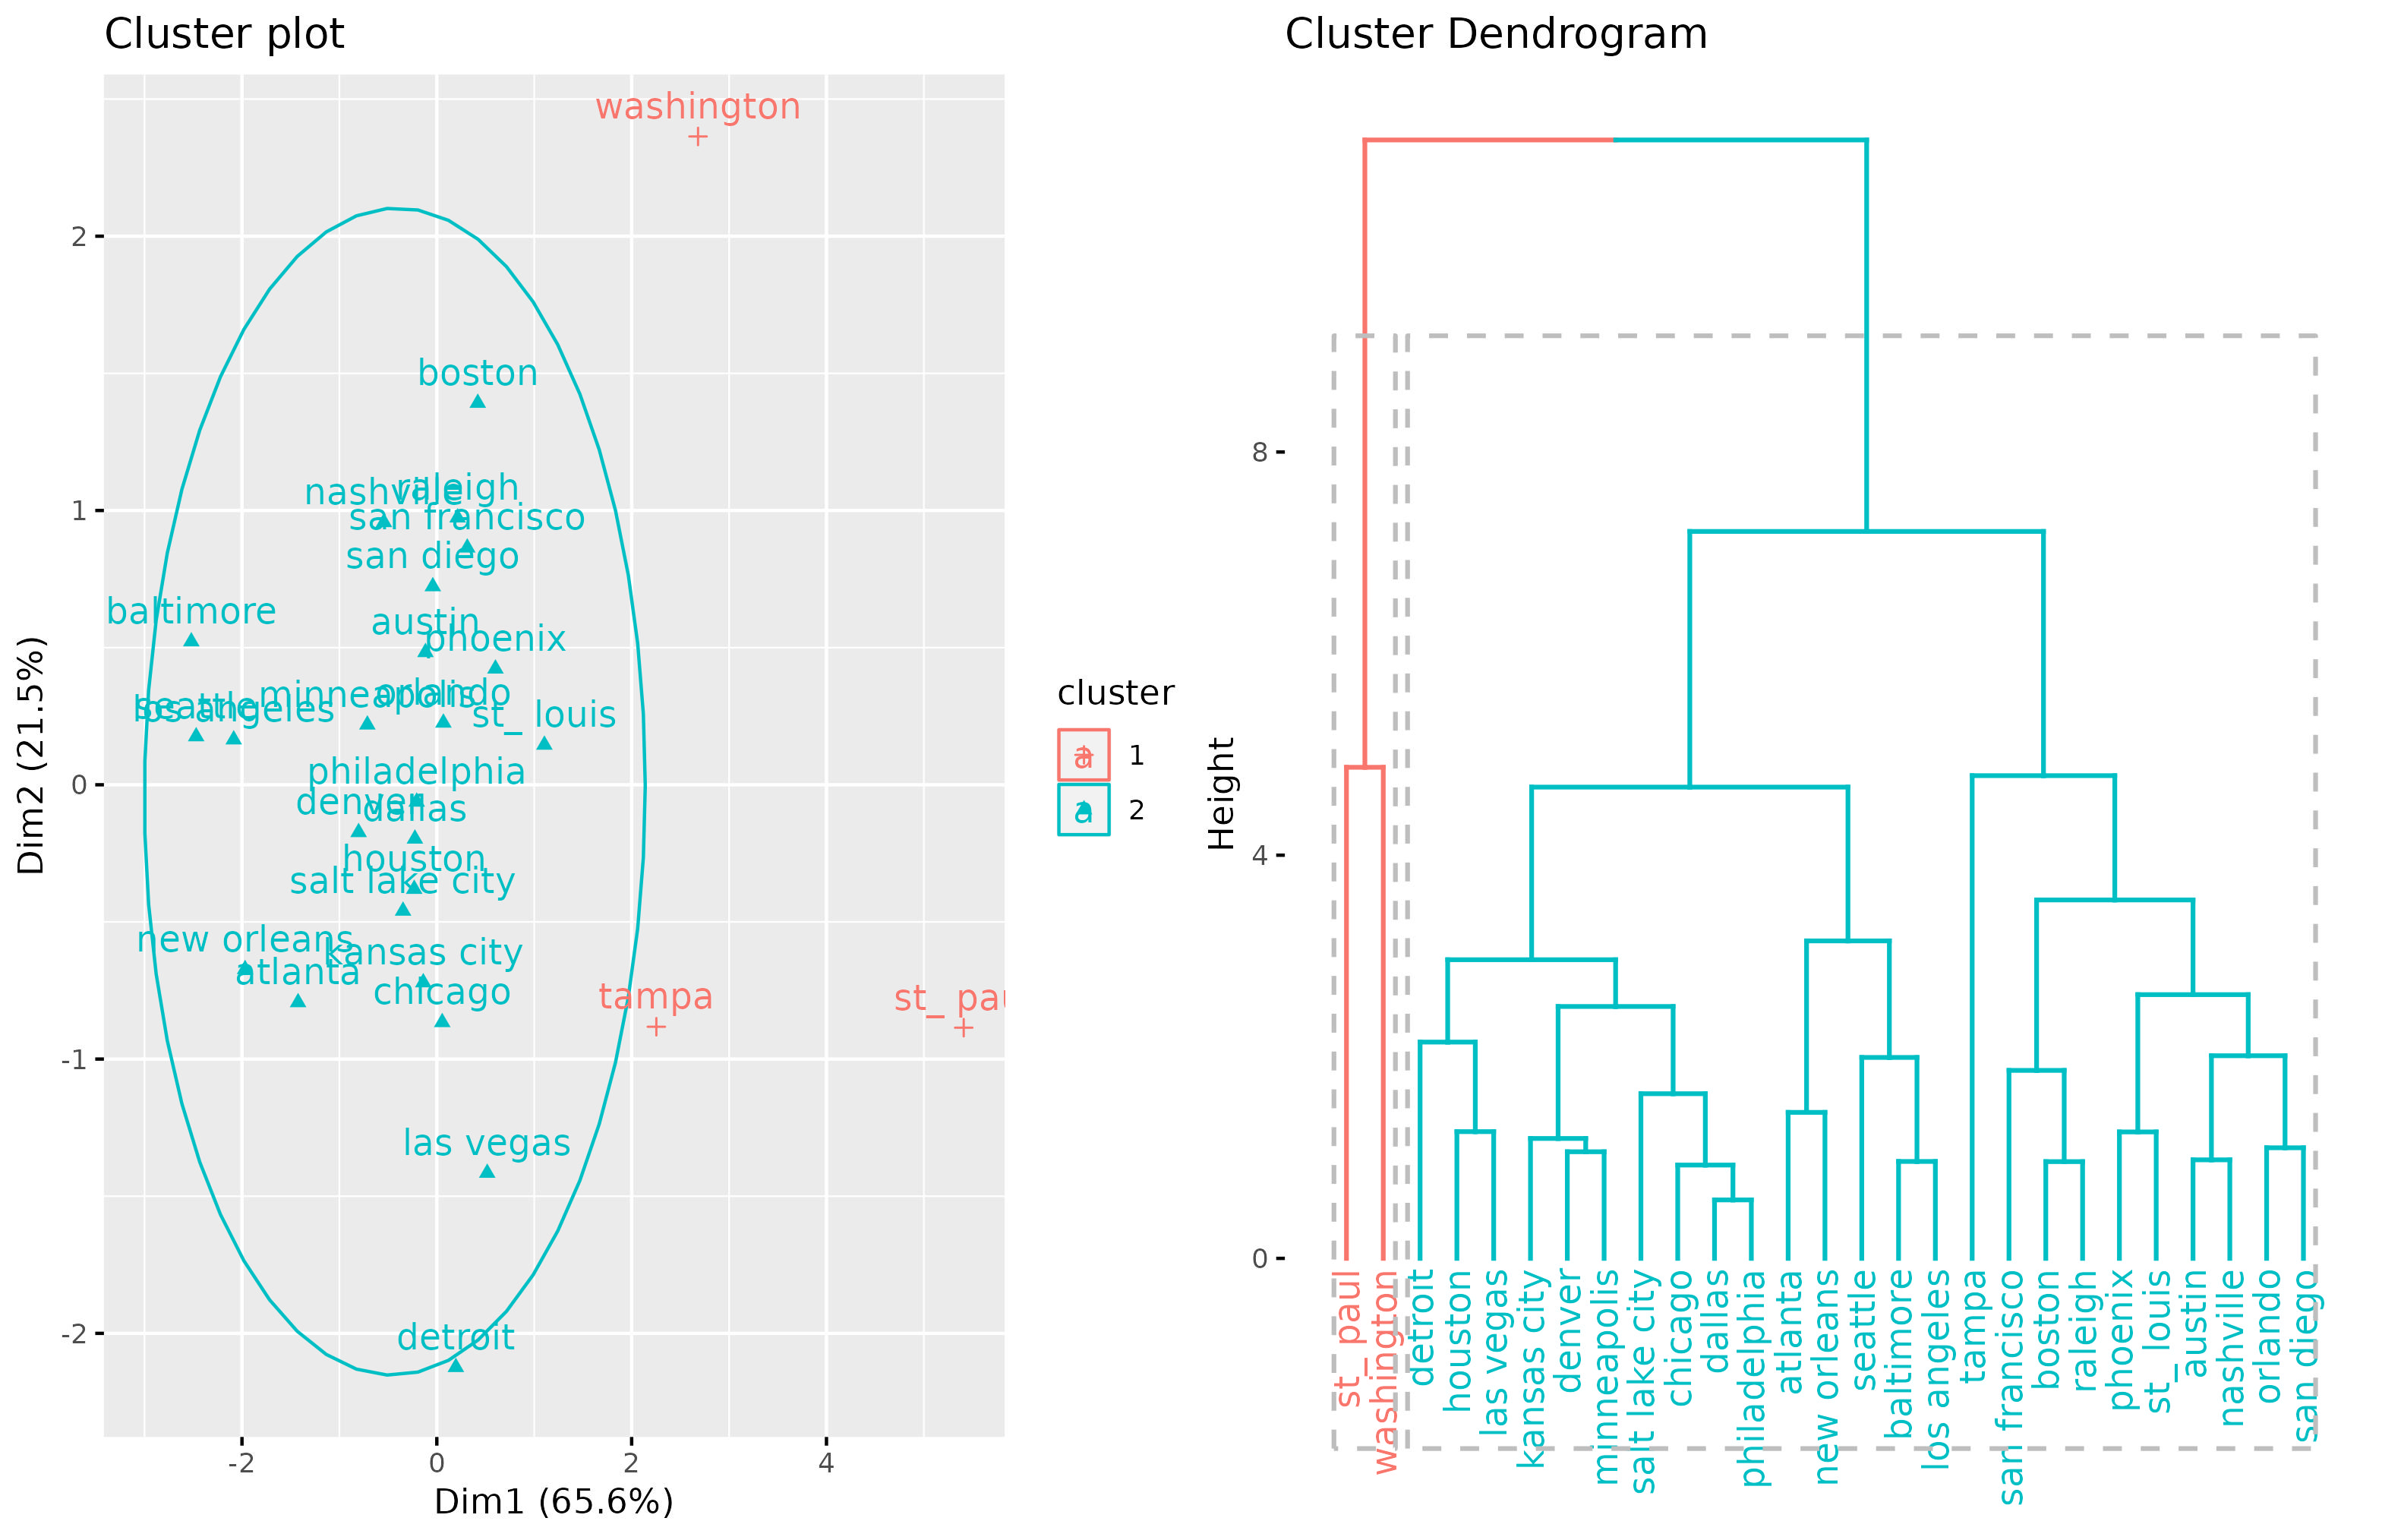 Cluster plot
washington
boston
nashville
raleigh
san francisco
san diego
baltimore
austin
phoenix
seattle
los angeles
minneapolis
orlando
st_ louis
philadelphia
denver
dallas
houston
salt lake city
new orleans
kansas city
atlanta
chicago
tampa
st_ pau
las vegas
detroit
2
1
0
-1
-2
-2 0 2 4
Dim1 (65.6%)
Dim2 (21.5%)
cluster
a 1
a 2
Cluster Dendrogram
Height
8
4
0
st_ paul
washington
detroit
houston
las vegas
kansas city
denver
minneapolis
salt lake city
chicago
dallas
philadelphia
atlanta
new orleans
seattle
baltimore
los angeles
tampa
san francisco
boston
raleigh
phoenix
st_ louis
austin
nashville
orlando
san diego